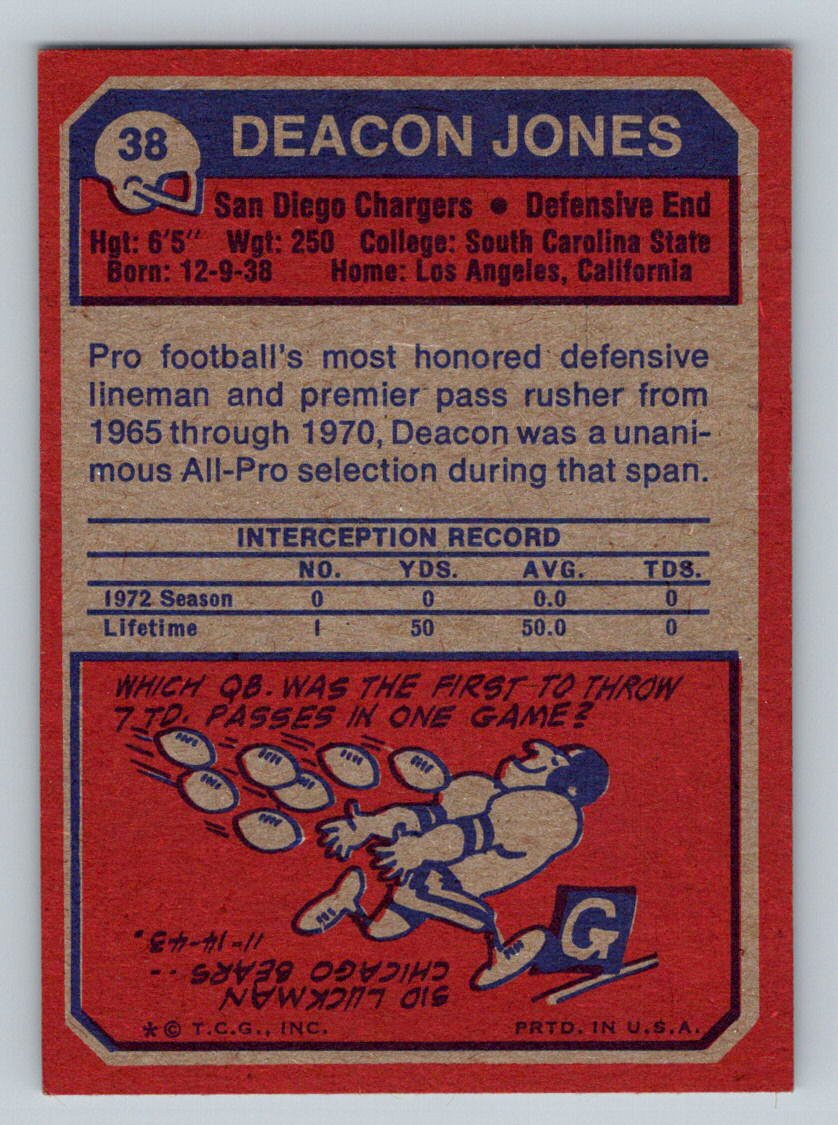 38
DEACON JONES
San Diego Chargers • Defensive End
Hgt: 6'5" Wgt: 250 College: South Carolina State
Born: 12-9-38 Home: Los Angeles, California
Pro football's most honored defensive
lineman and premier pass rusher from
1965 through 1970, Deacon was a unani-
mous All-Pro selection during that span.
INTERCEPTION RECORD
NO. YDS. AVG. TDS.
1972 Season 0 0 0.0 0
Lifetime 1 50 50.0 0
WHICH QB. WAS THE FIRST TO THROW
7 TD. PASSES IN ONE GAME?
G
SID LUCKMAN
CHICAGO BEARS --
11-14-43.
*© T.C.G., INC. PRTD. IN U.S.A.